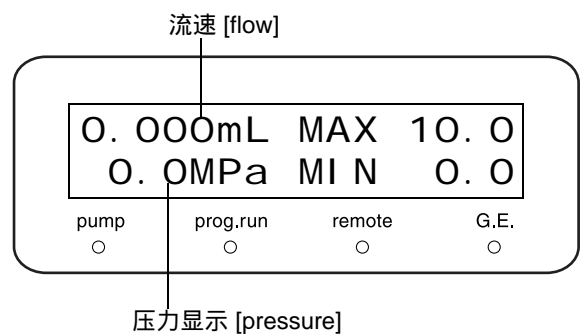 流速 [flow]
0.000mL MAX 10.0
0.0MPa MIN 0.0
pump prog.run remote G.E.
压力显示 [pressure]